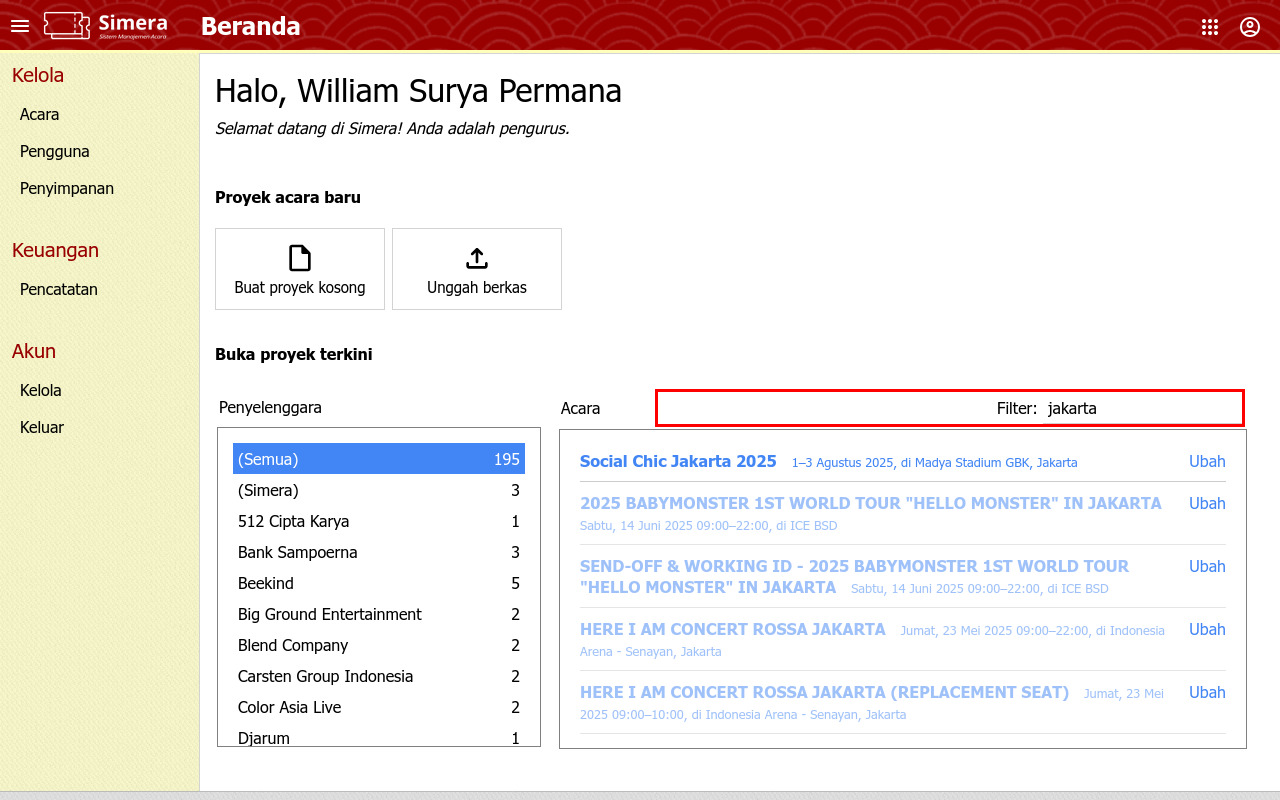 Simera
Sistem Manajemen Acara
Beranda
Kelola
Acara
Pengguna
Penyimpanan
Keuangan
Pencatatan
Akun
Kelola
Keluar
Halo, William Surya Permana
Selamat datang di Simera! Anda adalah pengurus.
Proyek acara baru
Buat proyek kosong
Unggah berkas
Buka proyek terkini
Penyelenggara
(Semua) 195
(Simera) 3
512 Cipta Karya 1
Bank Sampoerna 3
Beekind 5
Big Ground Entertainment 2
Blend Company 2
Carsten Group Indonesia 2
Color Asia Live 2
Djarum 1
Acara Filter: jakarta
Social Chic Jakarta 2025 1–3 Agustus 2025, di Madya Stadium GBK, Jakarta Ubah
2025 BABYMONSTER 1ST WORLD TOUR "HELLO MONSTER" IN JAKARTA Ubah
Sabtu, 14 Juni 2025 09:00–22:00, di ICE BSD
SEND-OFF & WORKING ID - 2025 BABYMONSTER 1ST WORLD TOUR Ubah
"HELLO MONSTER" IN JAKARTA Sabtu, 14 Juni 2025 09:00–22:00, di ICE BSD
HERE I AM CONCERT ROSSA JAKARTA Jumat, 23 Mei 2025 09:00–22:00, di Indonesia Ubah
Arena - Senayan, Jakarta
HERE I AM CONCERT ROSSA JAKARTA (REPLACEMENT SEAT) Jumat, 23 Mei Ubah
2025 09:00–10:00, di Indonesia Arena - Senayan, Jakarta